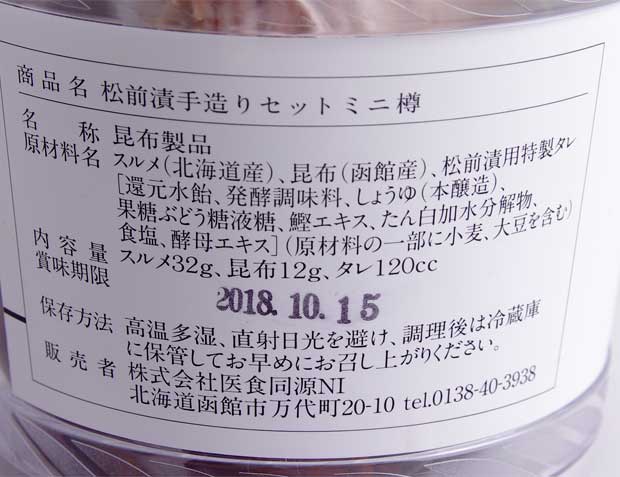 商品名 松前漬手造りセットミニ樽
名称 昆布製品
原材料名 スルメ(北海道産)、昆布(函館産)、松前漬用特製タレ
[還元水飴、発酵調味料、しょうゆ(本醸造)、
果糖ぶどう糖液糖、鰹エキス、たん白加水分解物、
食塩、酵母エキス](原材料の一部に小麦、大豆を含む)
内容量 スルメ32g、昆布12g、タレ120cc
賞味期限
2018.10.15
保存方法 高温多湿、直射日光を避け、調理後は冷蔵庫
に保管してお早めにお召し上がりください。
販売者 株式会社医食同源NI
北海道函館市万代町20-10 tel.0138-40-3938